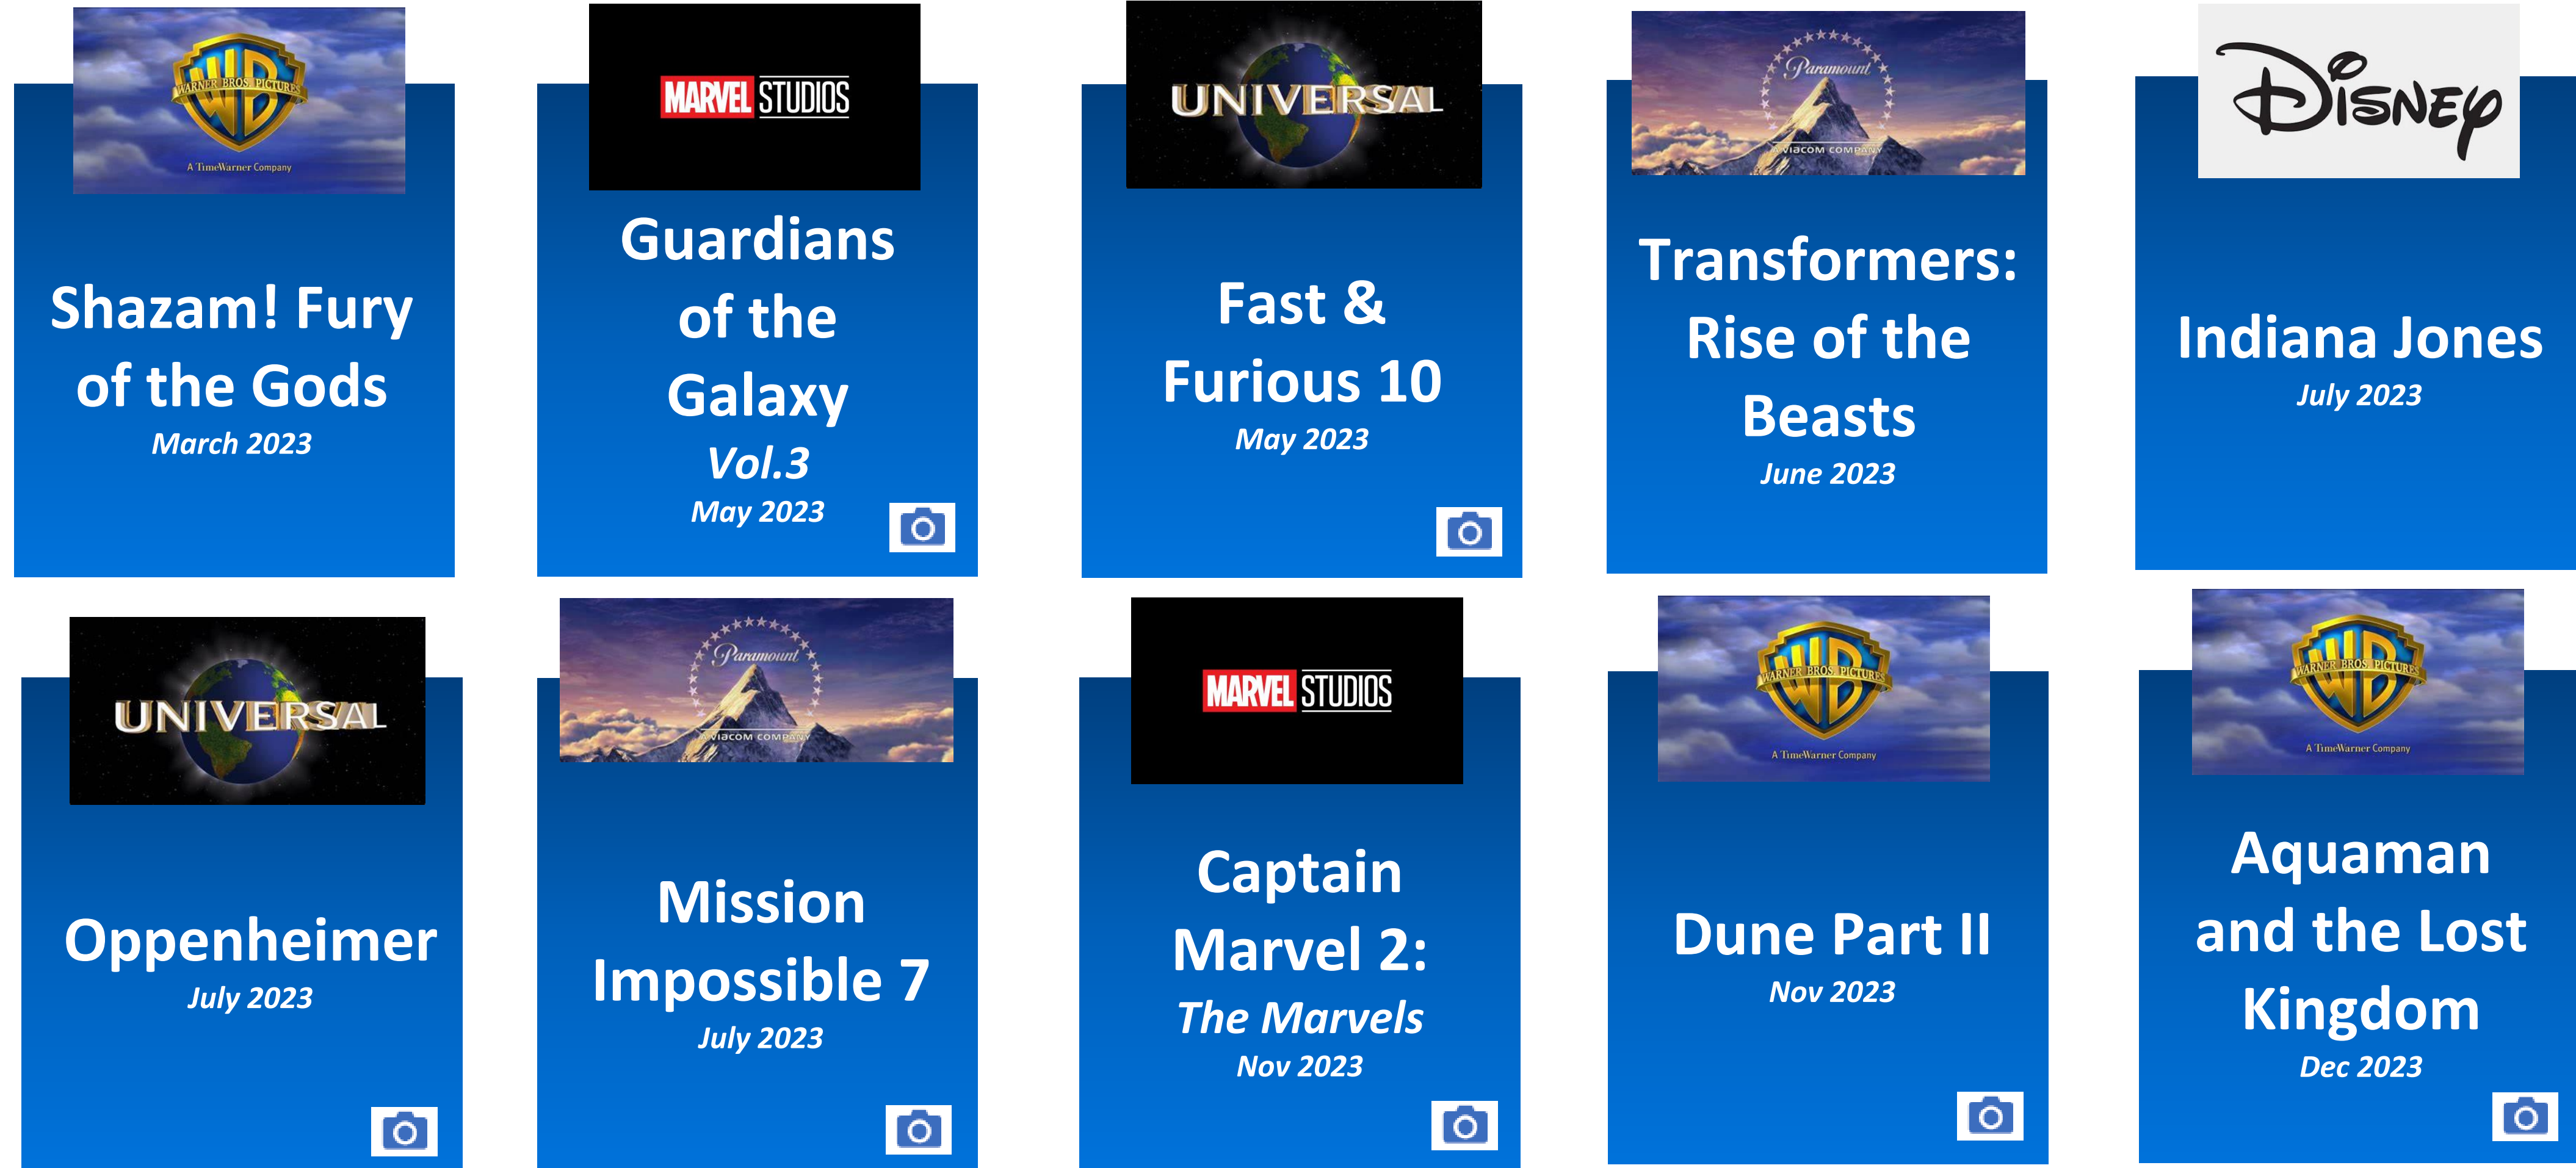 WARNER BROS. PICTURES
A TimeWarner Company
Shazam! Fury
of the Gods
March 2023
MARVEL STUDIOS
Guardians
of the
Galaxy
Vol.3
May 2023
UNIVERSAL
Fast &
Furious 10
May 2023
Paramount
A VIACOM COMPANY
Transformers:
Rise of the
Beasts
June 2023
DISNEY
Indiana Jones
July 2023
UNIVERSAL
Oppenheimer
July 2023
Paramount
A VIACOM COMPANY
Mission
Impossible 7
July 2023
MARVEL STUDIOS
Captain
Marvel 2:
The Marvels
Nov 2023
WARNER BROS. PICTURES
A TimeWarner Company
Dune Part II
Nov 2023
WARNER BROS. PICTURES
A TimeWarner Company
Aquaman
and the Lost
Kingdom
Dec 2023